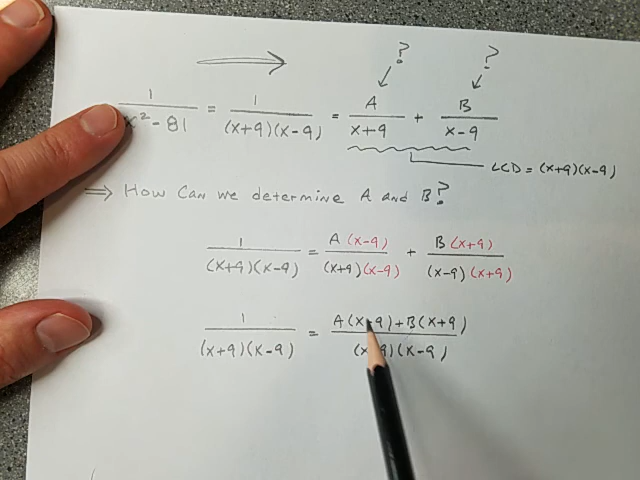 ? ?
1/x² - 81 = 1/(x+9)(x-9) = A/x+9 + B/x-9
LCD = (x+9)(x-9)
⇒ How Can we determine A and B?
1/(x+9)(x-9) = A(x-9)/(x+9)(x-9) + B(x+9)/(x-9)(x+9)
1/(x+9)(x-9) = A(x-9)+B(x+9)/(x+9)(x-9)